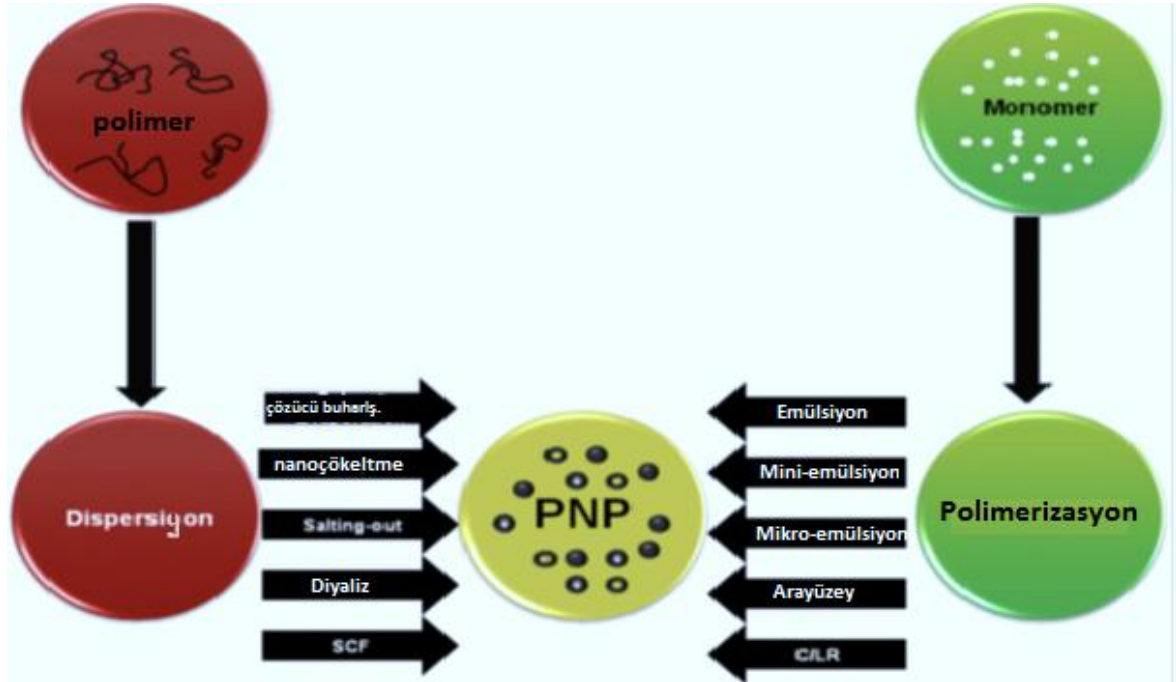 polimer
Monomer
çözücü buharlş.
nanoçökeltme
Salting-out
Diyaliz
SCF
Dispersiyon
PNP
Emülsiyon
Mini-emülsiyon
Mikro-emülsiyon
Arayüzey
C/LR
Polimerizasyon